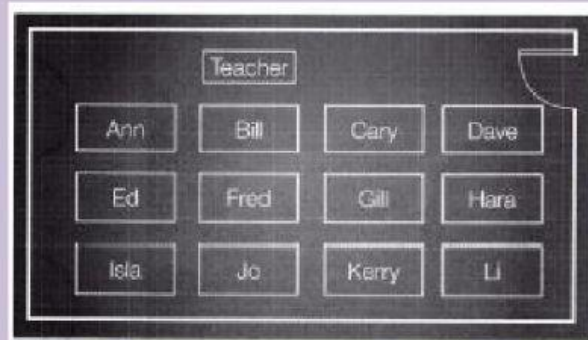 Teacher
Ann Bill Cary Dave
Ed Fred Gill Hara
Isla Jo Kerry Li